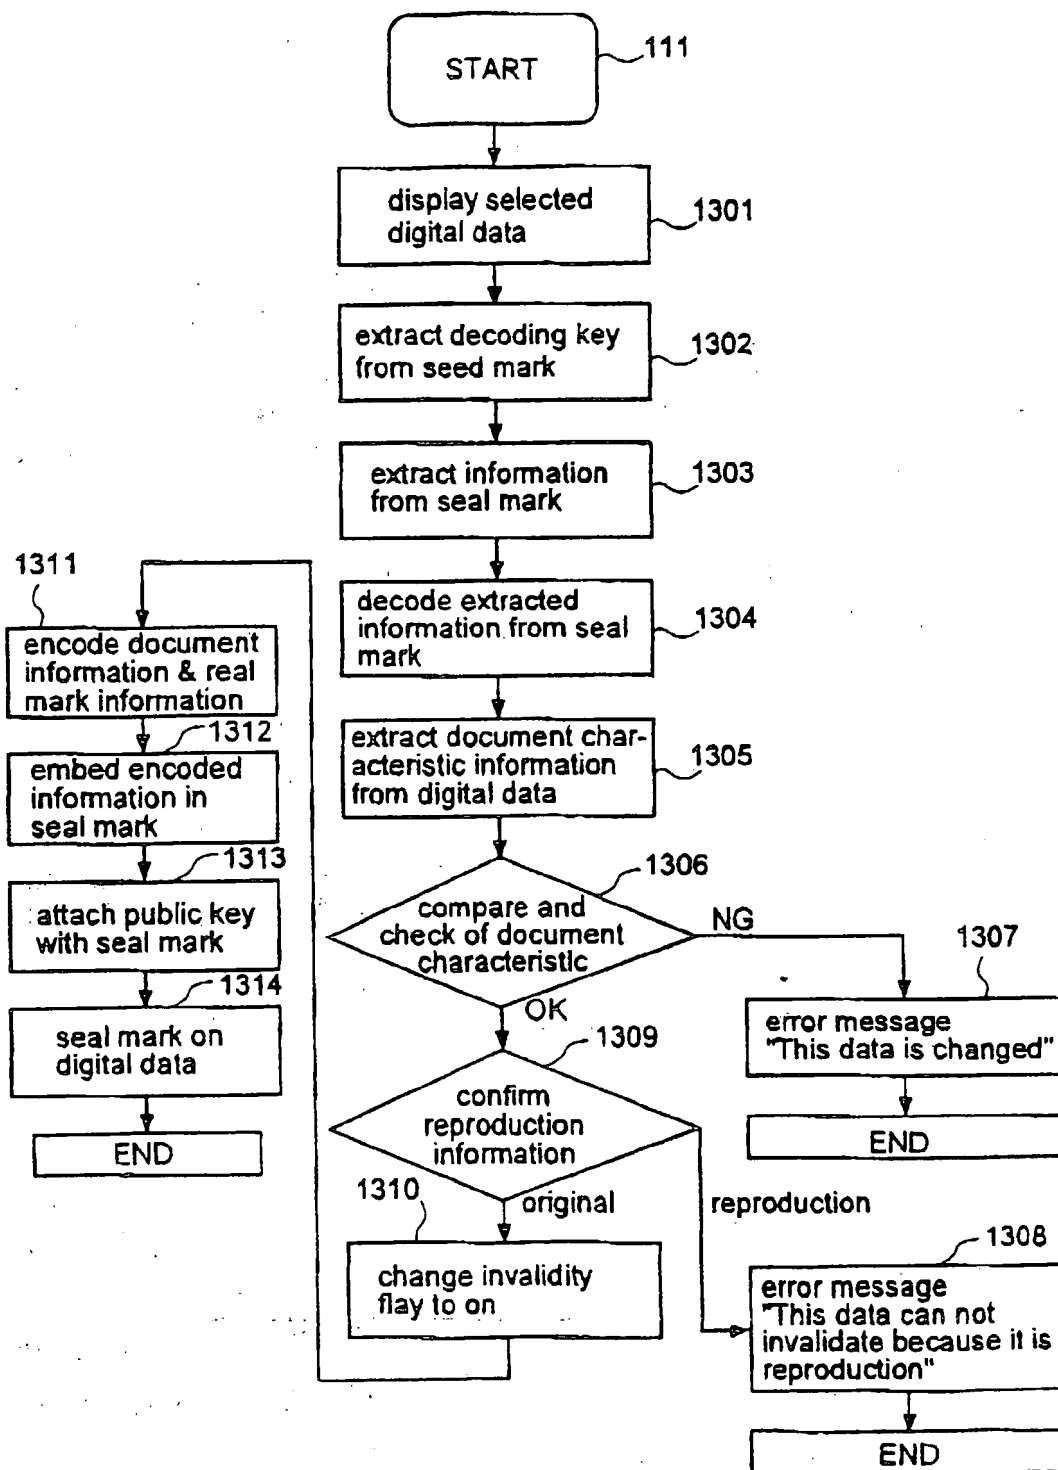 START
111
display selected
digital data
1301
extract decoding key
from seed mark
1302
extract information
from seal mark
1303
decode extracted
information from seal
mark
1304
extract document char-
acteristic information
from digital data
1305
compare and
check of document
characteristic
1306
NG
OK
1307
error message
"This data is changed"
END
confirm
reproduction
information
1309
original
reproduction
1308
error message
"This data can not
invalidate because it is
reproduction"
END
1310
change invalidity
flay to on
1311
encode document
information & real
mark information
1312
embed encoded
information in
seal mark
1313
attach public key
with seal mark
1314
seal mark on
digital data
END